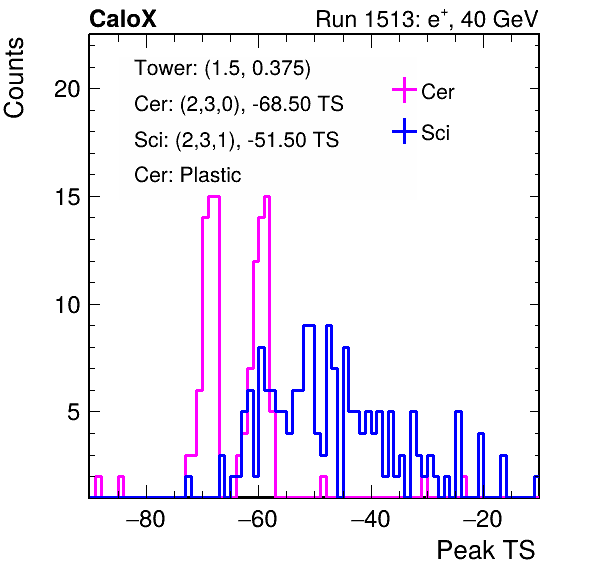 CaloX Run 1513: e⁺, 40 GeV
Counts
Tower: (1.5, 0.375)
Cer: (2,3,0), -68.50 TS
Sci: (2,3,1), -51.50 TS
Cer: Plastic
Cer
Sci
20
15
10
5
−80 −60 −40 −20
Peak TS